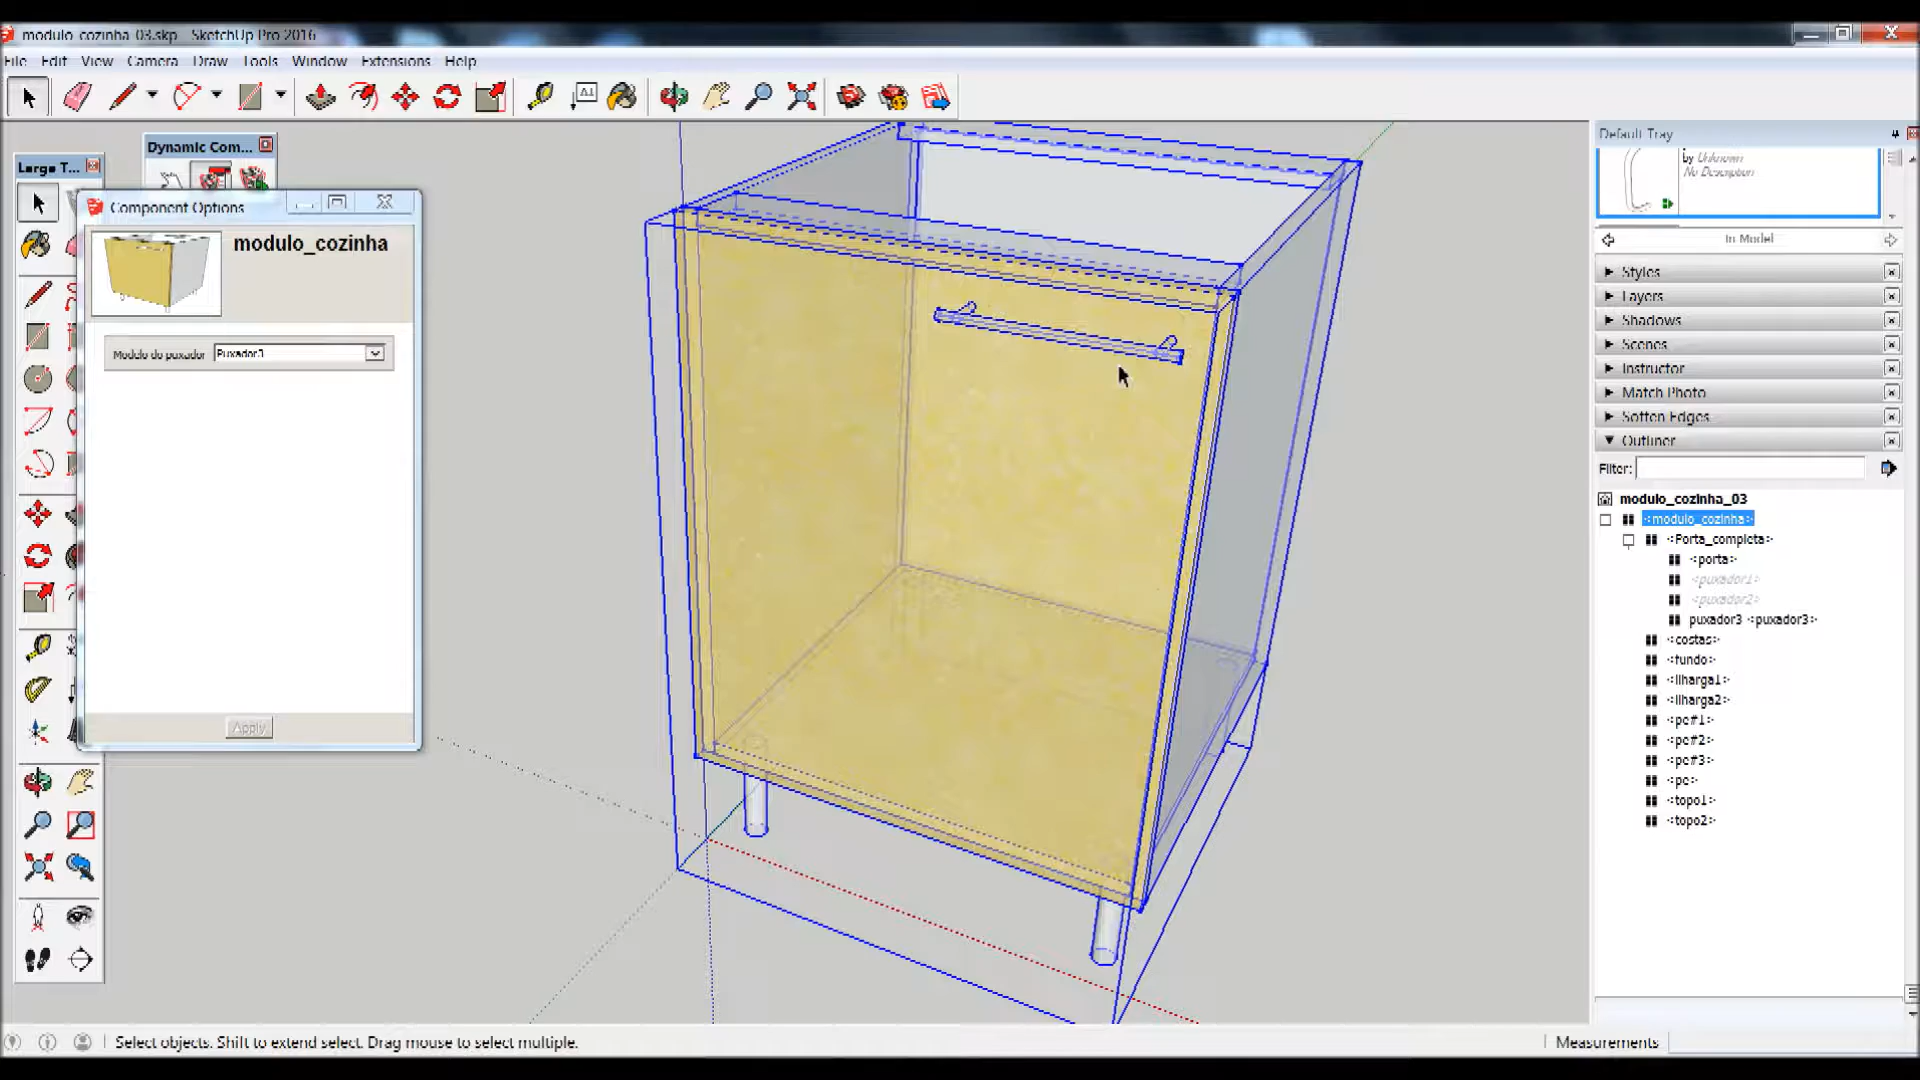 modulo_cozinha_03.skp - SketchUp Pro 2016
File Edit View Camera Draw Tools Window Extensions Help
Large T...
Dynamic Com...
Component Options
modulo_cozinha
Modelo do puxador Puxador3
Apply
Default Tray
by Unknown
No Description
In Model
Styles
Layers
Shadows
Scenes
Instructor
Match Photo
Soften Edges
Outliner
Filter:
modulo_cozinha_03
<modulo_cozinha>
<Porta_completa>
<porta>
<puxador1>
<puxador2>
puxador3 <puxador3>
<costas>
<fundo>
<ilharga1>
<ilharga2>
<pe#1>
<pe#2>
<pe#3>
<pe>
<topo1>
<topo2>
Select objects. Shift to extend select. Drag mouse to select multiple.
Measurements